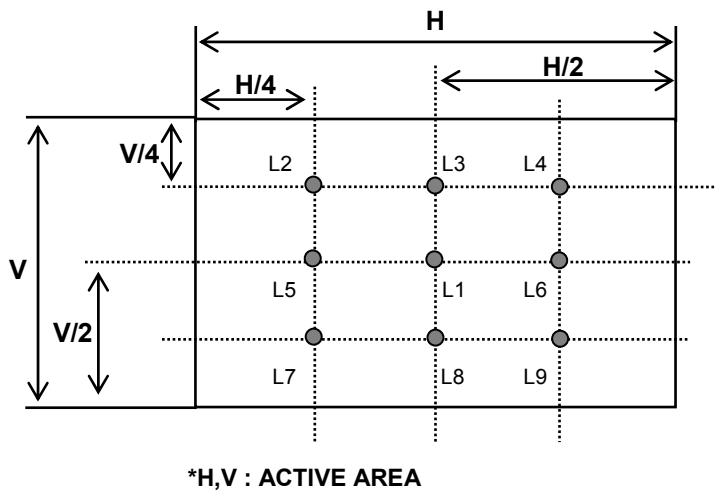 H
H/4
H/2
V/4
L2
L3
L4
V
L5
L1
L6
V/2
L7
L8
L9
*H,V : ACTIVE AREA